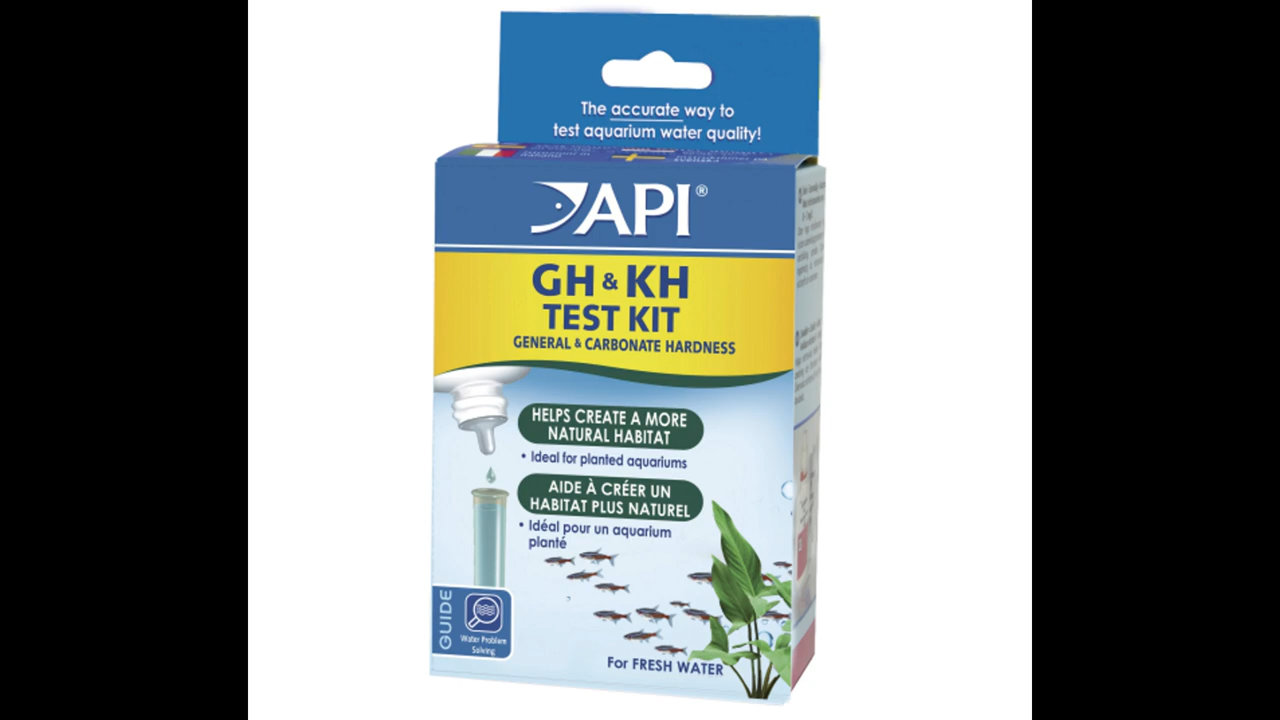 The accurate way to
test aquarium water quality!
API®
GH & KH
TEST KIT
GENERAL & CARBONATE HARDNESS
HELPS CREATE A MORE
NATURAL HABITAT
• Ideal for planted aquariums
AIDE À CRÉER UN
HABITAT PLUS NATUREL
• Idéal pour un aquarium
planté
GUIDE
Water Problem
Solving
For FRESH WATER